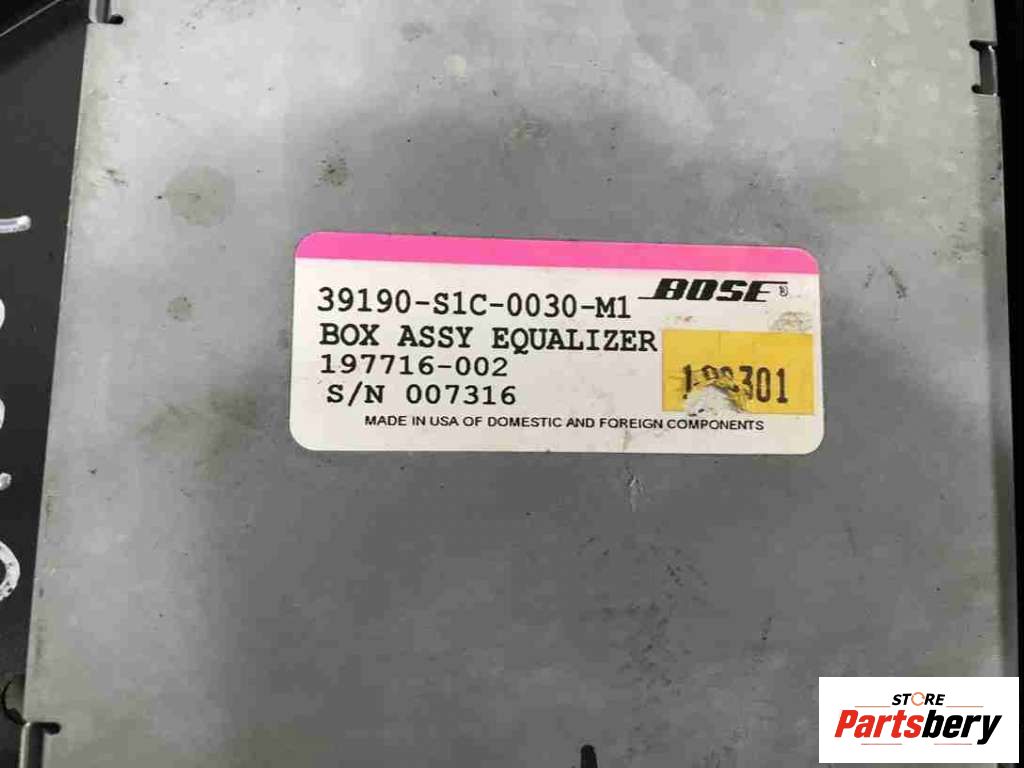 39190-S1C-0030-M1 BOSE®
BOX ASSY EQUALIZER
197716-002
S/N 007316
MADE IN USA OF DOMESTIC AND FOREIGN COMPONENTS
STORE
Partsbery